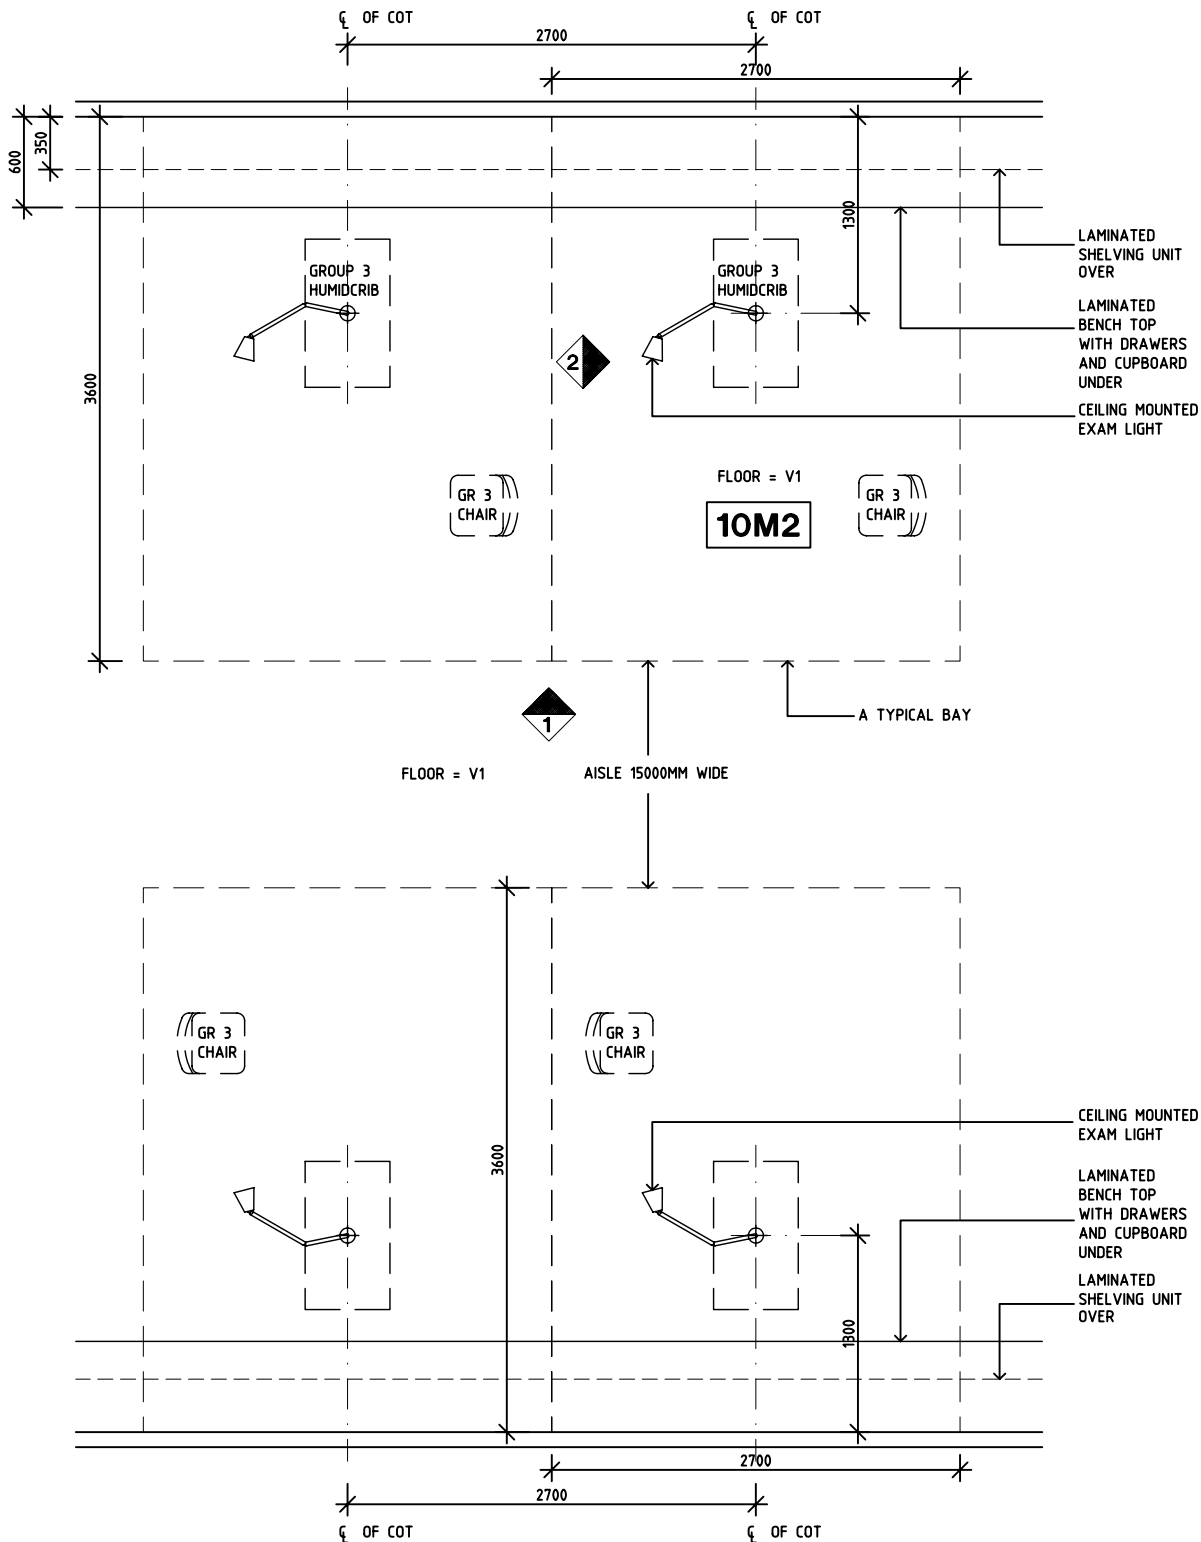 ℄ OF COT
℄ OF COT
2700
2700
600
350
3600
1300
LAMINATED
SHELVING UNIT
OVER
LAMINATED
BENCH TOP
WITH DRAWERS
AND CUPBOARD
UNDER
CEILING MOUNTED
EXAM LIGHT
GROUP 3
HUMIDCRIB
GROUP 3
HUMIDCRIB
2
FLOOR = V1
10M2
GR 3
CHAIR
GR 3
CHAIR
1
A TYPICAL BAY
FLOOR = V1
AISLE 15000MM WIDE
GR 3
CHAIR
GR 3
CHAIR
3600
1300
CEILING MOUNTED
EXAM LIGHT
LAMINATED
BENCH TOP
WITH DRAWERS
AND CUPBOARD
UNDER
LAMINATED
SHELVING UNIT
OVER
2700
2700
℄ OF COT
℄ OF COT